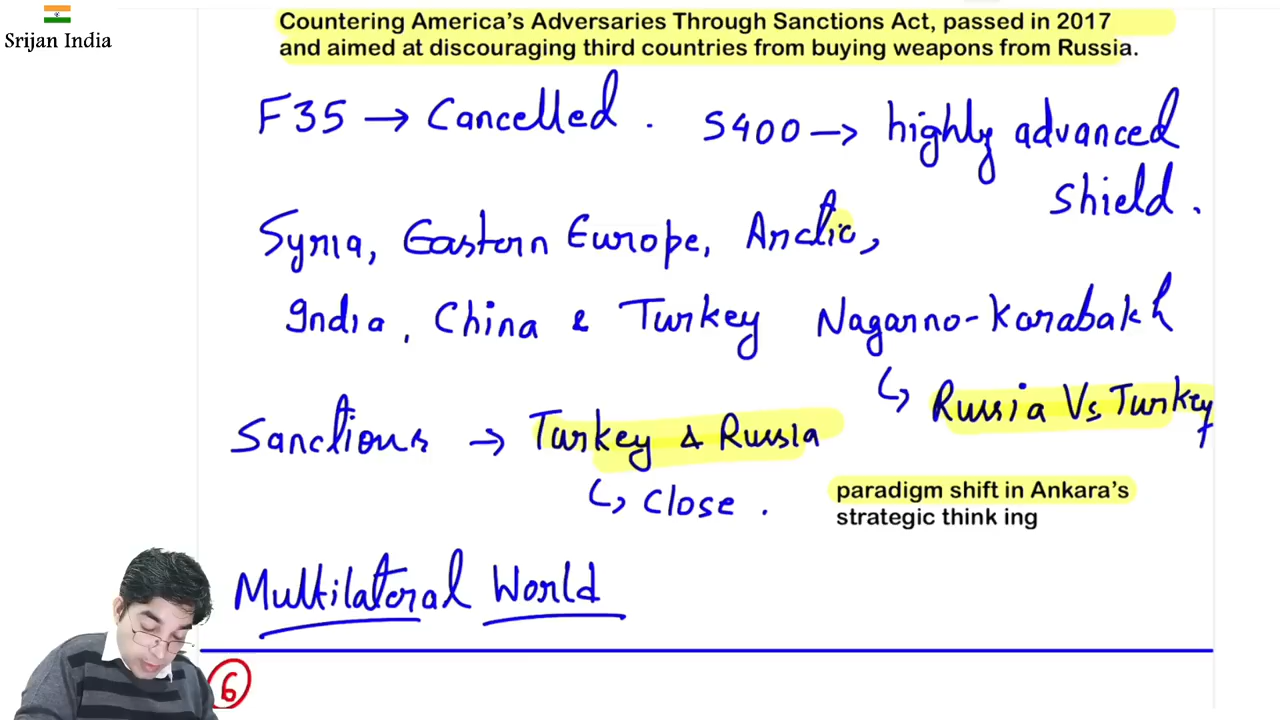 Srijan India
Countering America's Adversaries Through Sanctions Act, passed in 2017
and aimed at discouraging third countries from buying weapons from Russia.
F35 → Cancelled. S400 → highly advanced
shield.
Syria, Eastern Europe, Arctic,
India, China & Turkey Nagarno-Karabakh
↳ Russia Vs Turkey
Sanctions → Turkey & Russia
↳ Close.
paradigm shift in Ankara's
strategic think ing
Multilateral World
6